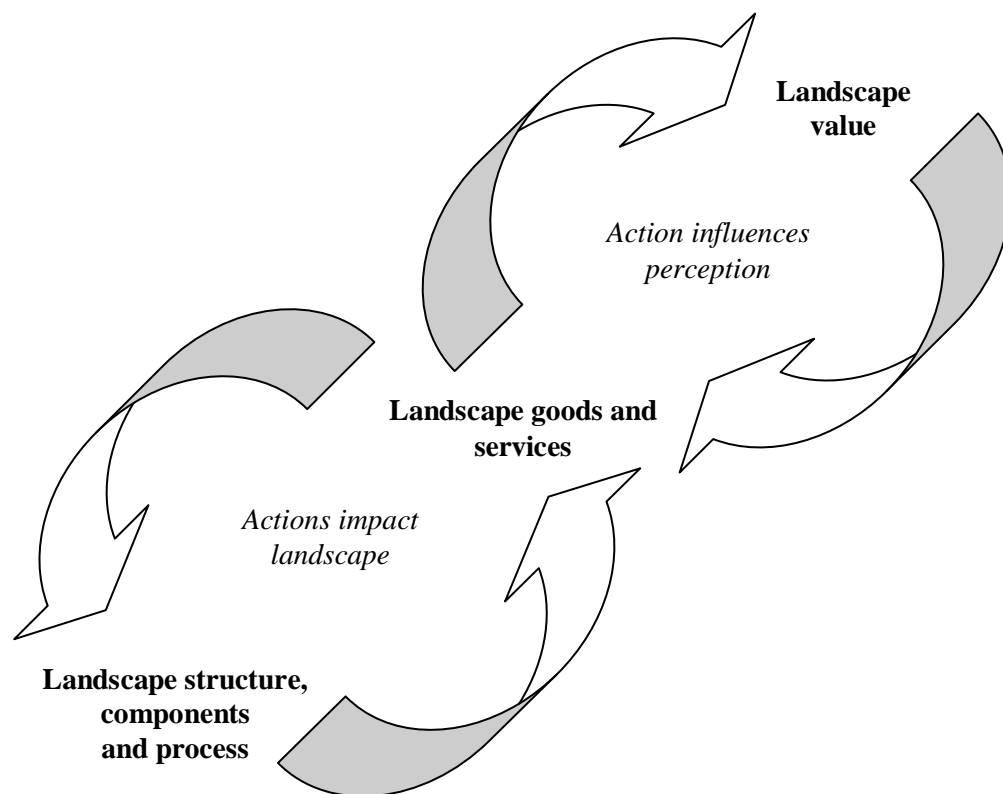 Landscape
value
Action influences
perception
Landscape goods and
services
Actions impact
landscape
Landscape structure,
components
and process